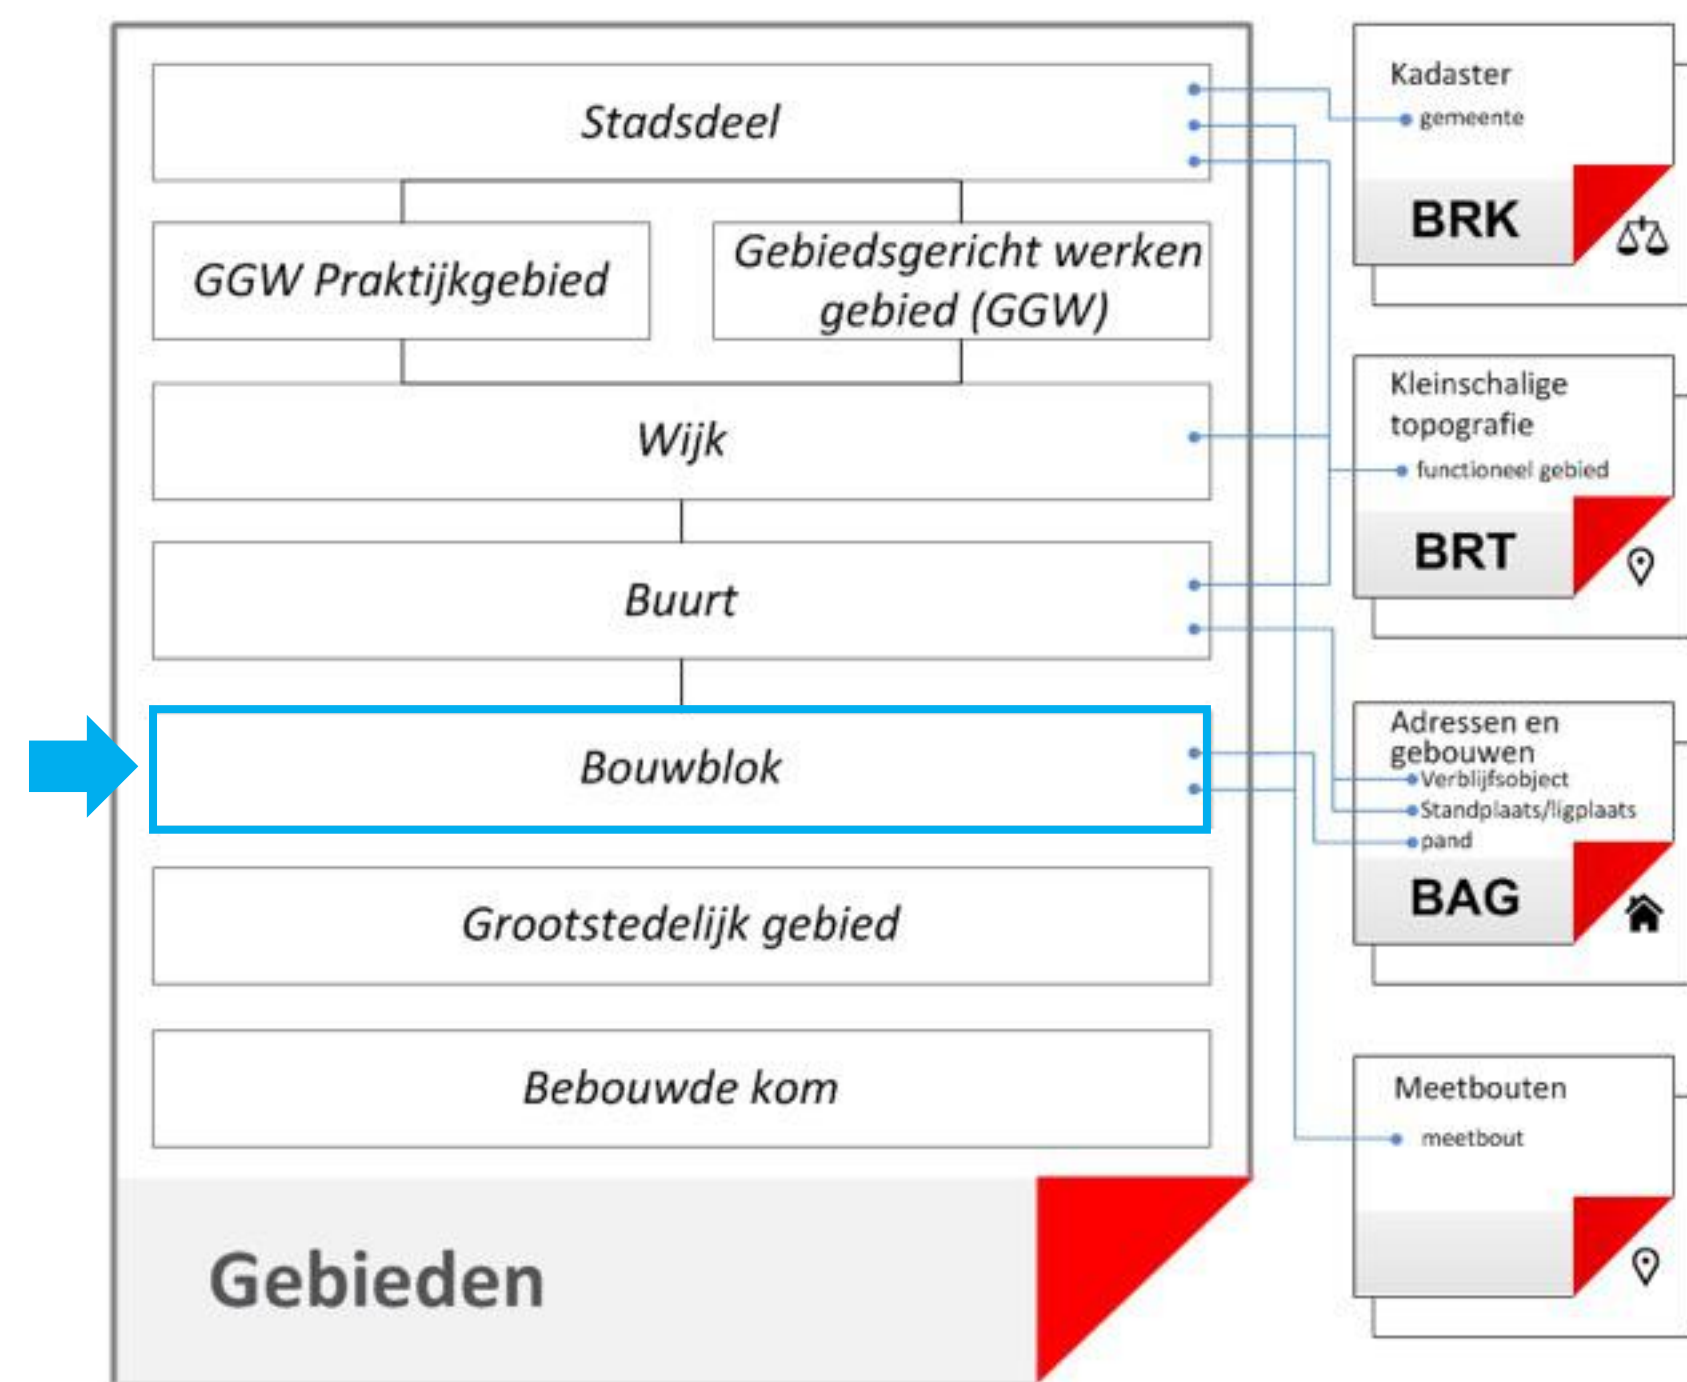 Stadsdeel
GGW Praktijkgebied
Gebiedsgericht werken
gebied (GGW)
Wijk
Buurt
Bouwblok
Grootstedelijk gebied
Bebouwde kom
Gebieden
Kadaster
gemeente
BRK
Kleinschalige
topografie
functioneel gebied
BRT
Adressen en
gebouwen
Verblijfsobject
Standplaats/ligplaats
pand
BAG
Meetbouten
meetbout